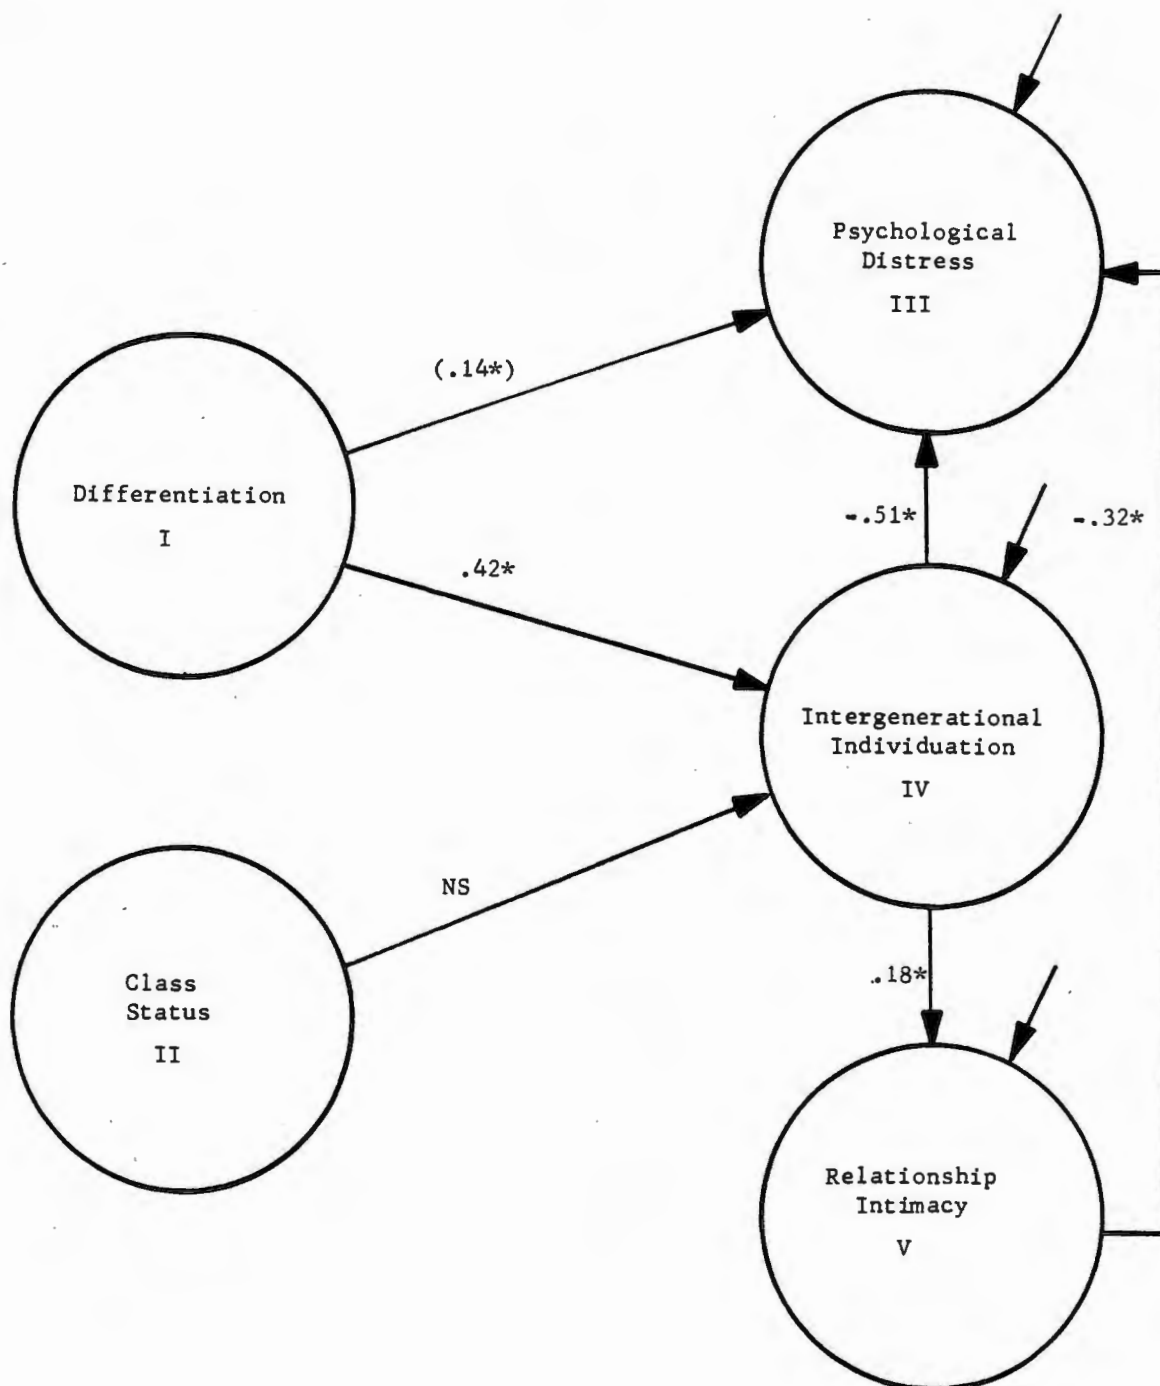 Psychological
Distress
III
(.14*)
Differentiation
I
-.51*
-.32*
.42*
Intergenerational
Individuation
IV
NS
.18*
Class
Status
II
Relationship
Intimacy
V